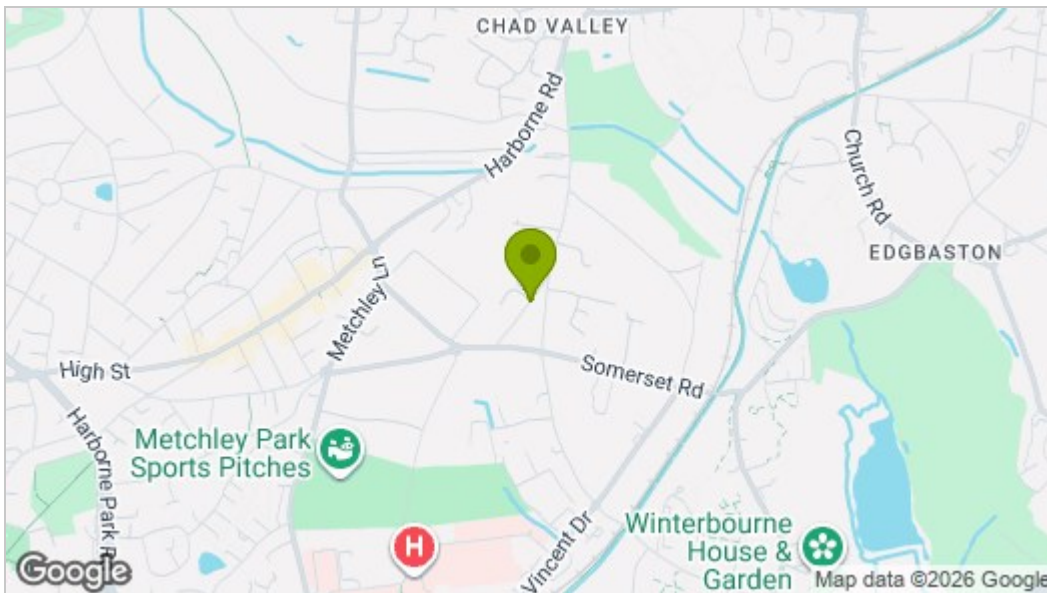 CHAD VALLEY
Harborne Rd
Church Rd
EDGBASTON
Metchley Ln
High St
Somerset Rd
Harborne Park R
Metchley Park
Sports Pitches
H
Vincent Dr
Winterbourne
House &
Garden
Google
Map data ©2026 Google